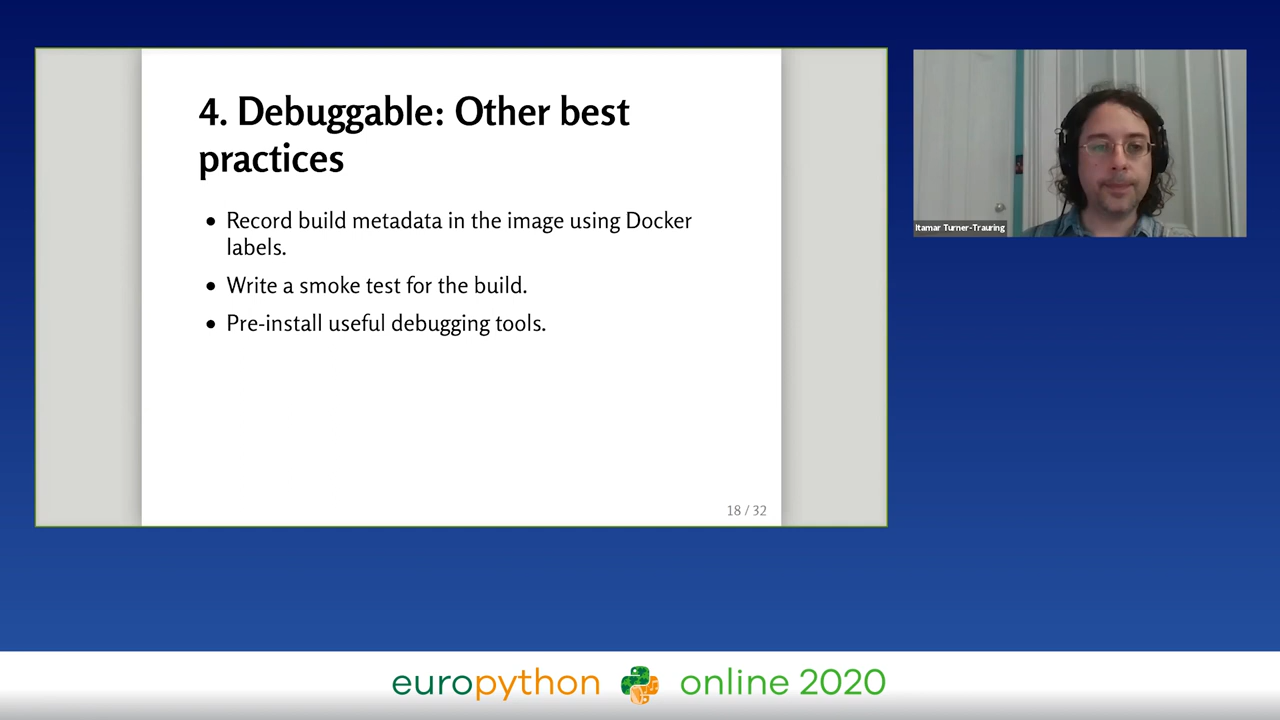 4. Debuggable: Other best
practices
• Record build metadata in the image using Docker
labels.
• Write a smoke test for the build.
• Pre-install useful debugging tools.
18 / 32
Itamar Turner-Trauring
europython online 2020